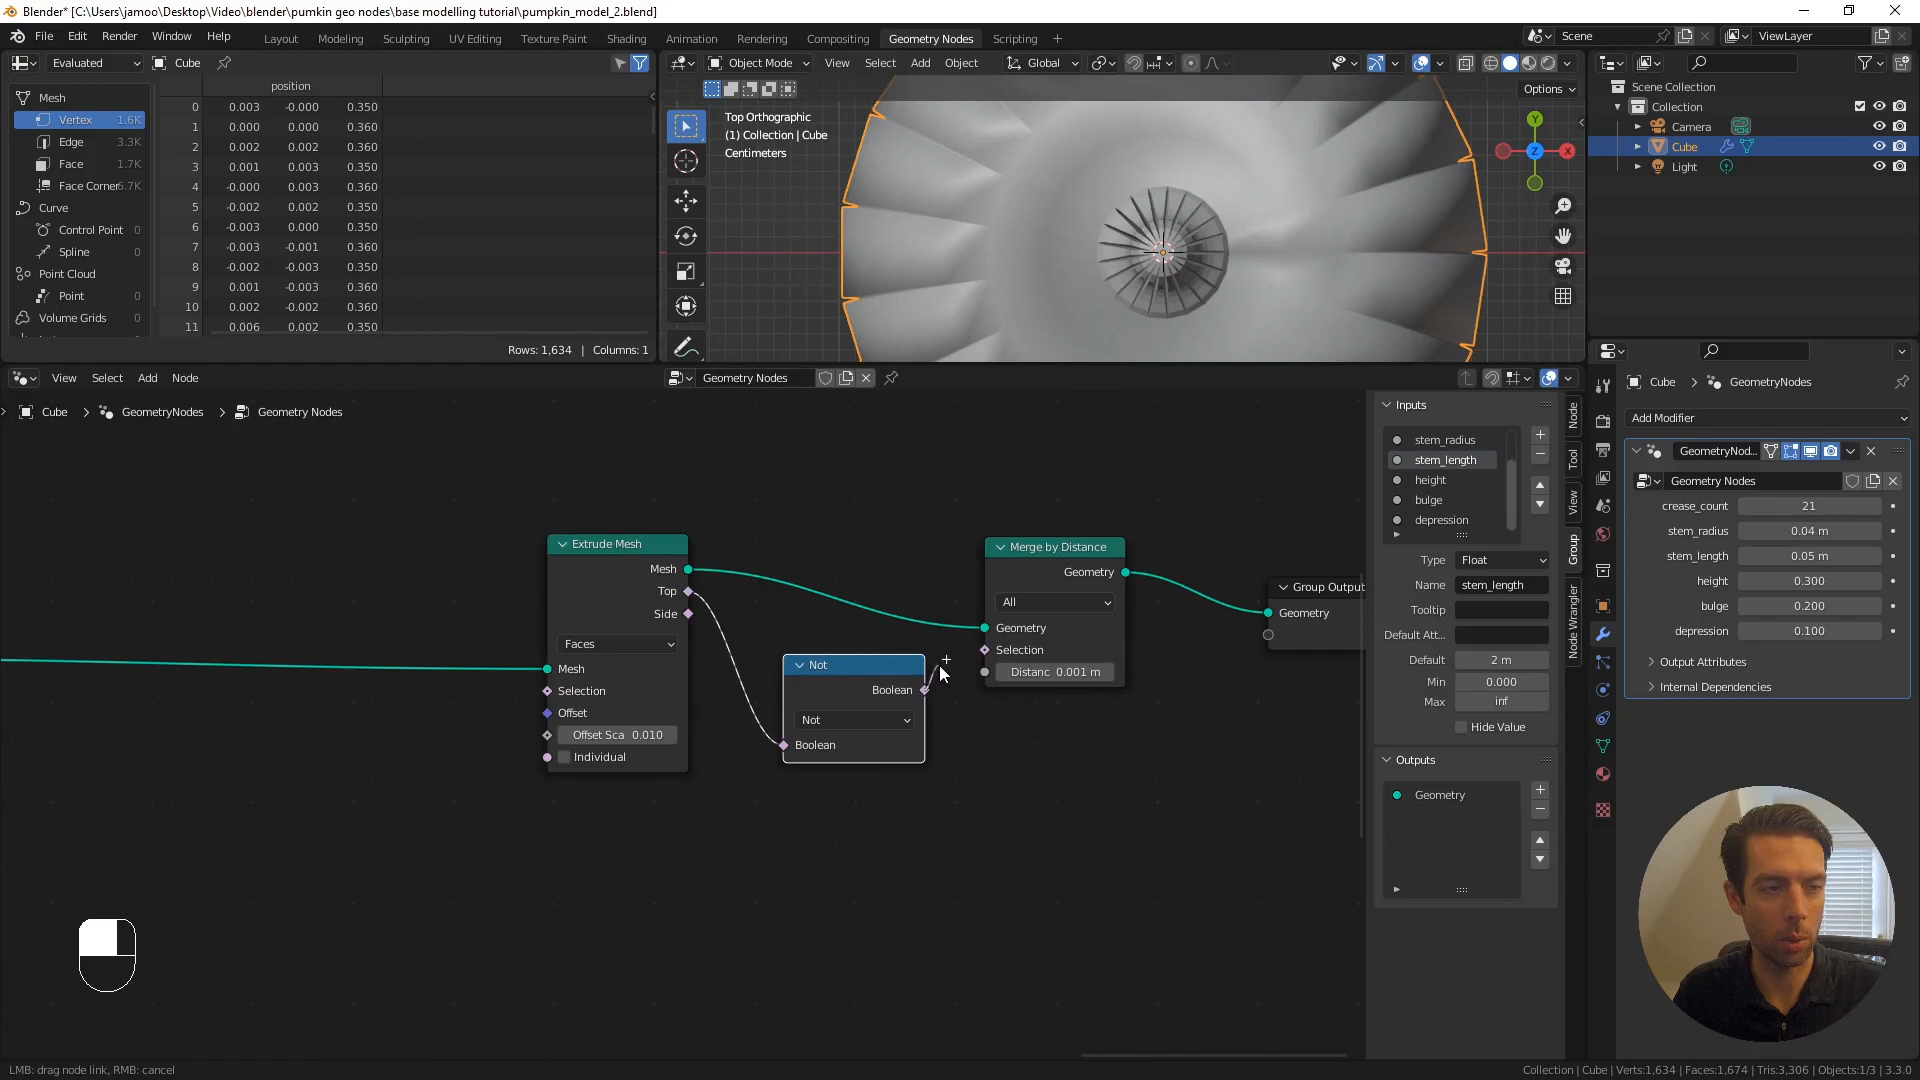 Blender* [C:\Users\jamoo\Desktop\Video\blender\pumkin geo nodes\base modelling tutorial\pumpkin_model_2.blend]
File Edit Render Window Help Layout Modeling Sculpting UV Editing Texture Paint Shading Animation Rendering Compositing Geometry Nodes Scripting Scene ViewLayer
Evaluated Cube
position
Mesh
Vertex 1.6K
Edge 3.3K
Face 1.7K
Face Corner 6.7K
Curve
Control Point 0
Spline 0
Point Cloud
Point 0
Volume Grids 0
0 0.003 -0.000 0.350
1 0.000 0.000 0.360
2 0.002 0.002 0.360
3 0.001 0.003 0.350
4 -0.000 0.003 0.360
5 -0.002 0.002 0.360
6 -0.003 0.000 0.360
7 -0.003 -0.001 0.360
8 -0.002 -0.003 0.350
9 0.001 -0.003 0.360
10 0.002 -0.002 0.360
11 0.006 0.002 0.350
Rows: 1,634 | Columns: 1
Object Mode View Select Add Object Global
Options
Top Orthographic
(1) Collection | Cube
Centimeters
Y
Z
X
Scene Collection
Collection
Camera
Cube
Light
View Select Add Node Geometry Nodes
Cube GeometryNodes Geometry Nodes
Extrude Mesh
Mesh
Top
Side
Faces
Mesh
Selection
Offset
Offset Sca 0.010
Individual
Not
Boolean
Not
Boolean
Merge by Distance
Geometry
All
Geometry
Selection
Distanc 0.001 m
Group Output
Geometry
Inputs
stem_radius
stem_length
height
bulge
depression
Type Float
Name stem_length
Tooltip
Default Att...
Default 2 m
Min 0.000
Max inf
Hide Value
Outputs
Geometry
Node
Tool
View
Group
Node Wrangler
Cube GeometryNodes
Add Modifier
GeometryNod...
Geometry Nodes
crease_count 21
stem_radius 0.04 m
stem_length 0.05 m
height 0.300
bulge 0.200
depression 0.100
Output Attributes
Internal Dependencies
LMB: drag node link, RMB: cancel
Collection | Cube | Verts:1,634 | Faces:1,674 | Tris:3,306 | Objects:1/3 | 3.3.0